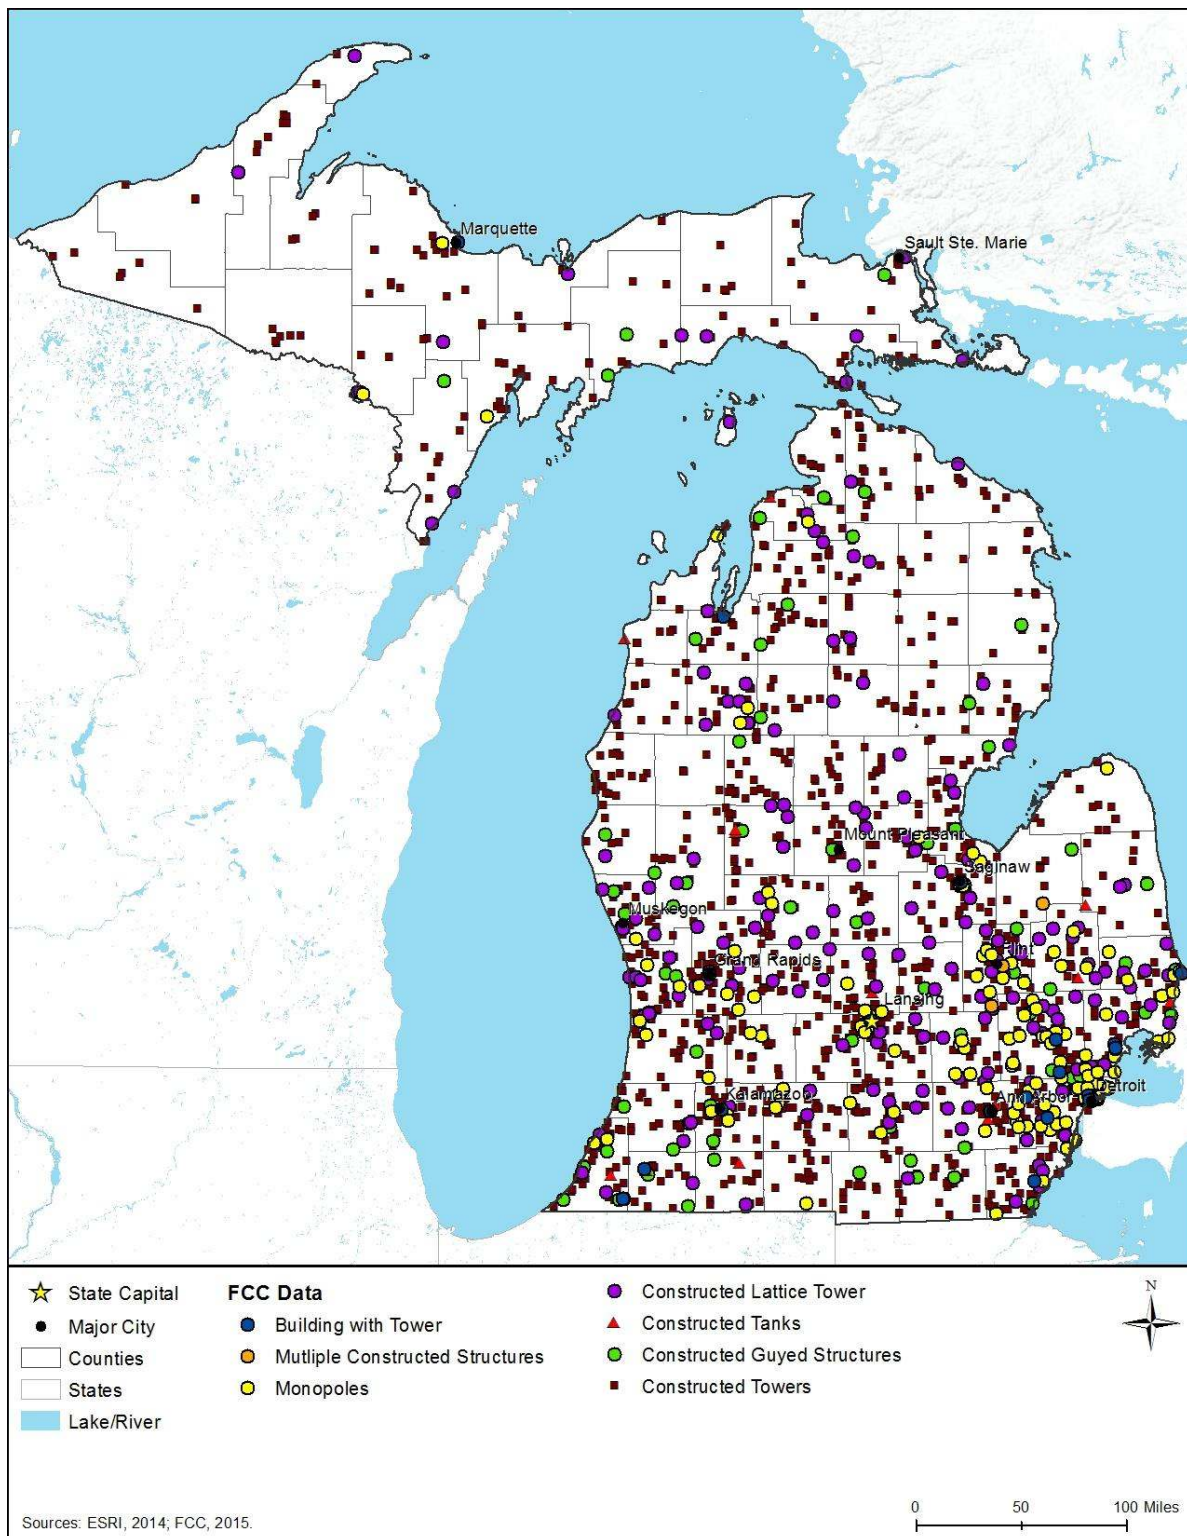 Marquette
Sault Ste. Marie
Mount Pleasant
Saginaw
Muskegon
Flint
Grand Rapids
Lansing
Kalamazoo
Ann Arbor
Detroit
State Capital
Major City
Counties
States
Lake/River
FCC Data
Building with Tower
Mutliple Constructed Structures
Monopoles
Constructed Lattice Tower
Constructed Tanks
Constructed Guyed Structures
Constructed Towers
N
0 50 100 Miles
Sources: ESRI, 2014; FCC, 2015.